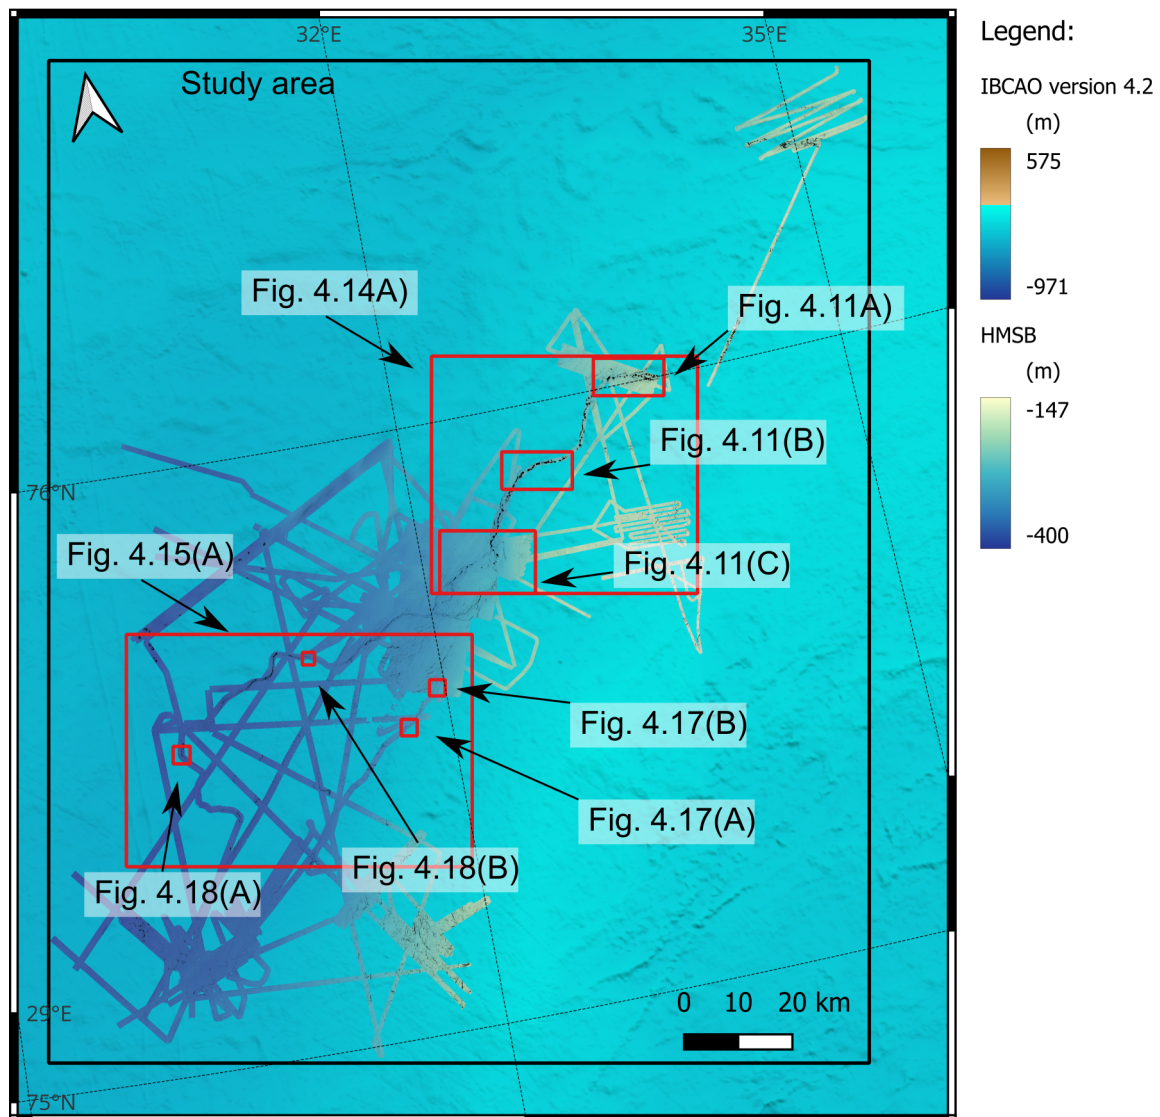 32°E
35°E
Study area
Fig. 4.14A)
Fig. 4.11A)
Fig. 4.11(B)
76°N
Fig. 4.15(A)
Fig. 4.11(C)
Fig. 4.17(B)
Fig. 4.17(A)
Fig. 4.18(B)
Fig. 4.18(A)
0 10 20 km
29°E
75°N
Legend:
IBCAO version 4.2
(m)
575
-971
HMSB
(m)
-147
-400